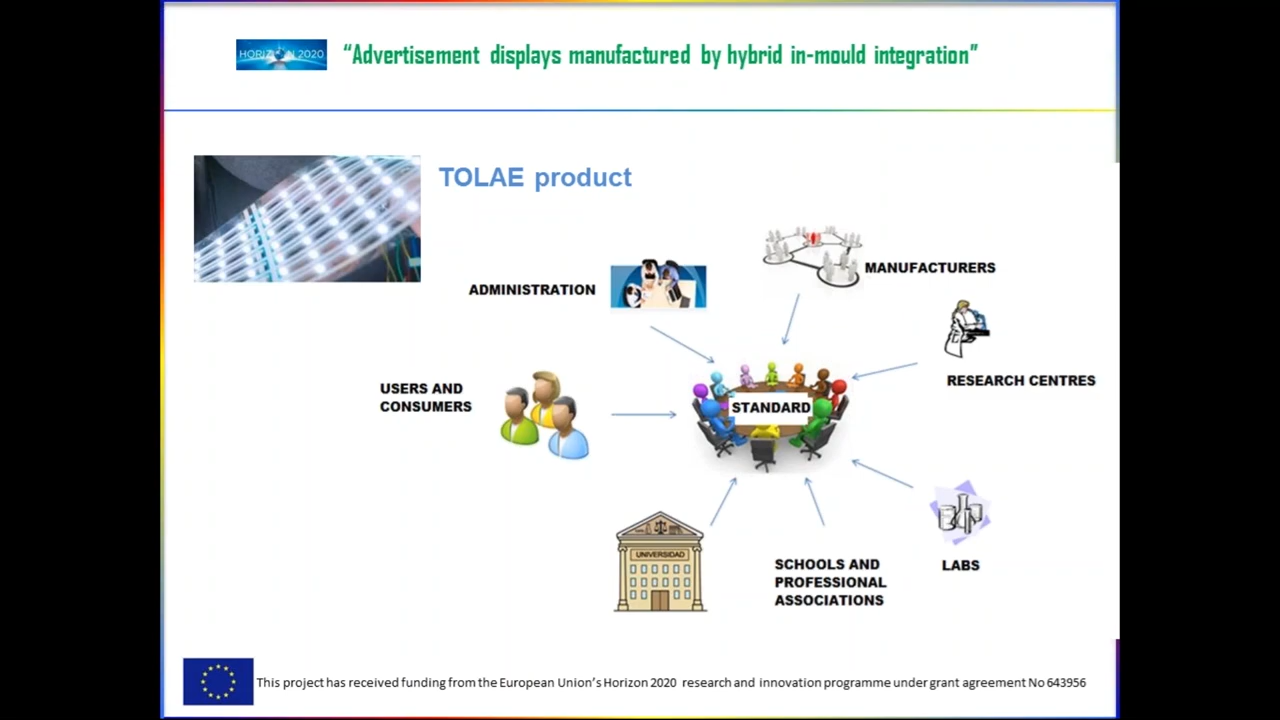 HORIZON 2020
“Advertisement displays manufactured by hybrid in-mould integration”
TOLAE product
MANUFACTURERS
ADMINISTRATION
RESEARCH CENTRES
USERS AND
CONSUMERS
STANDARD
UNIVERSIDAD
SCHOOLS AND
PROFESSIONAL
ASSOCIATIONS
LABS
This project has received funding from the European Union’s Horizon 2020 research and innovation programme under grant agreement No 643956